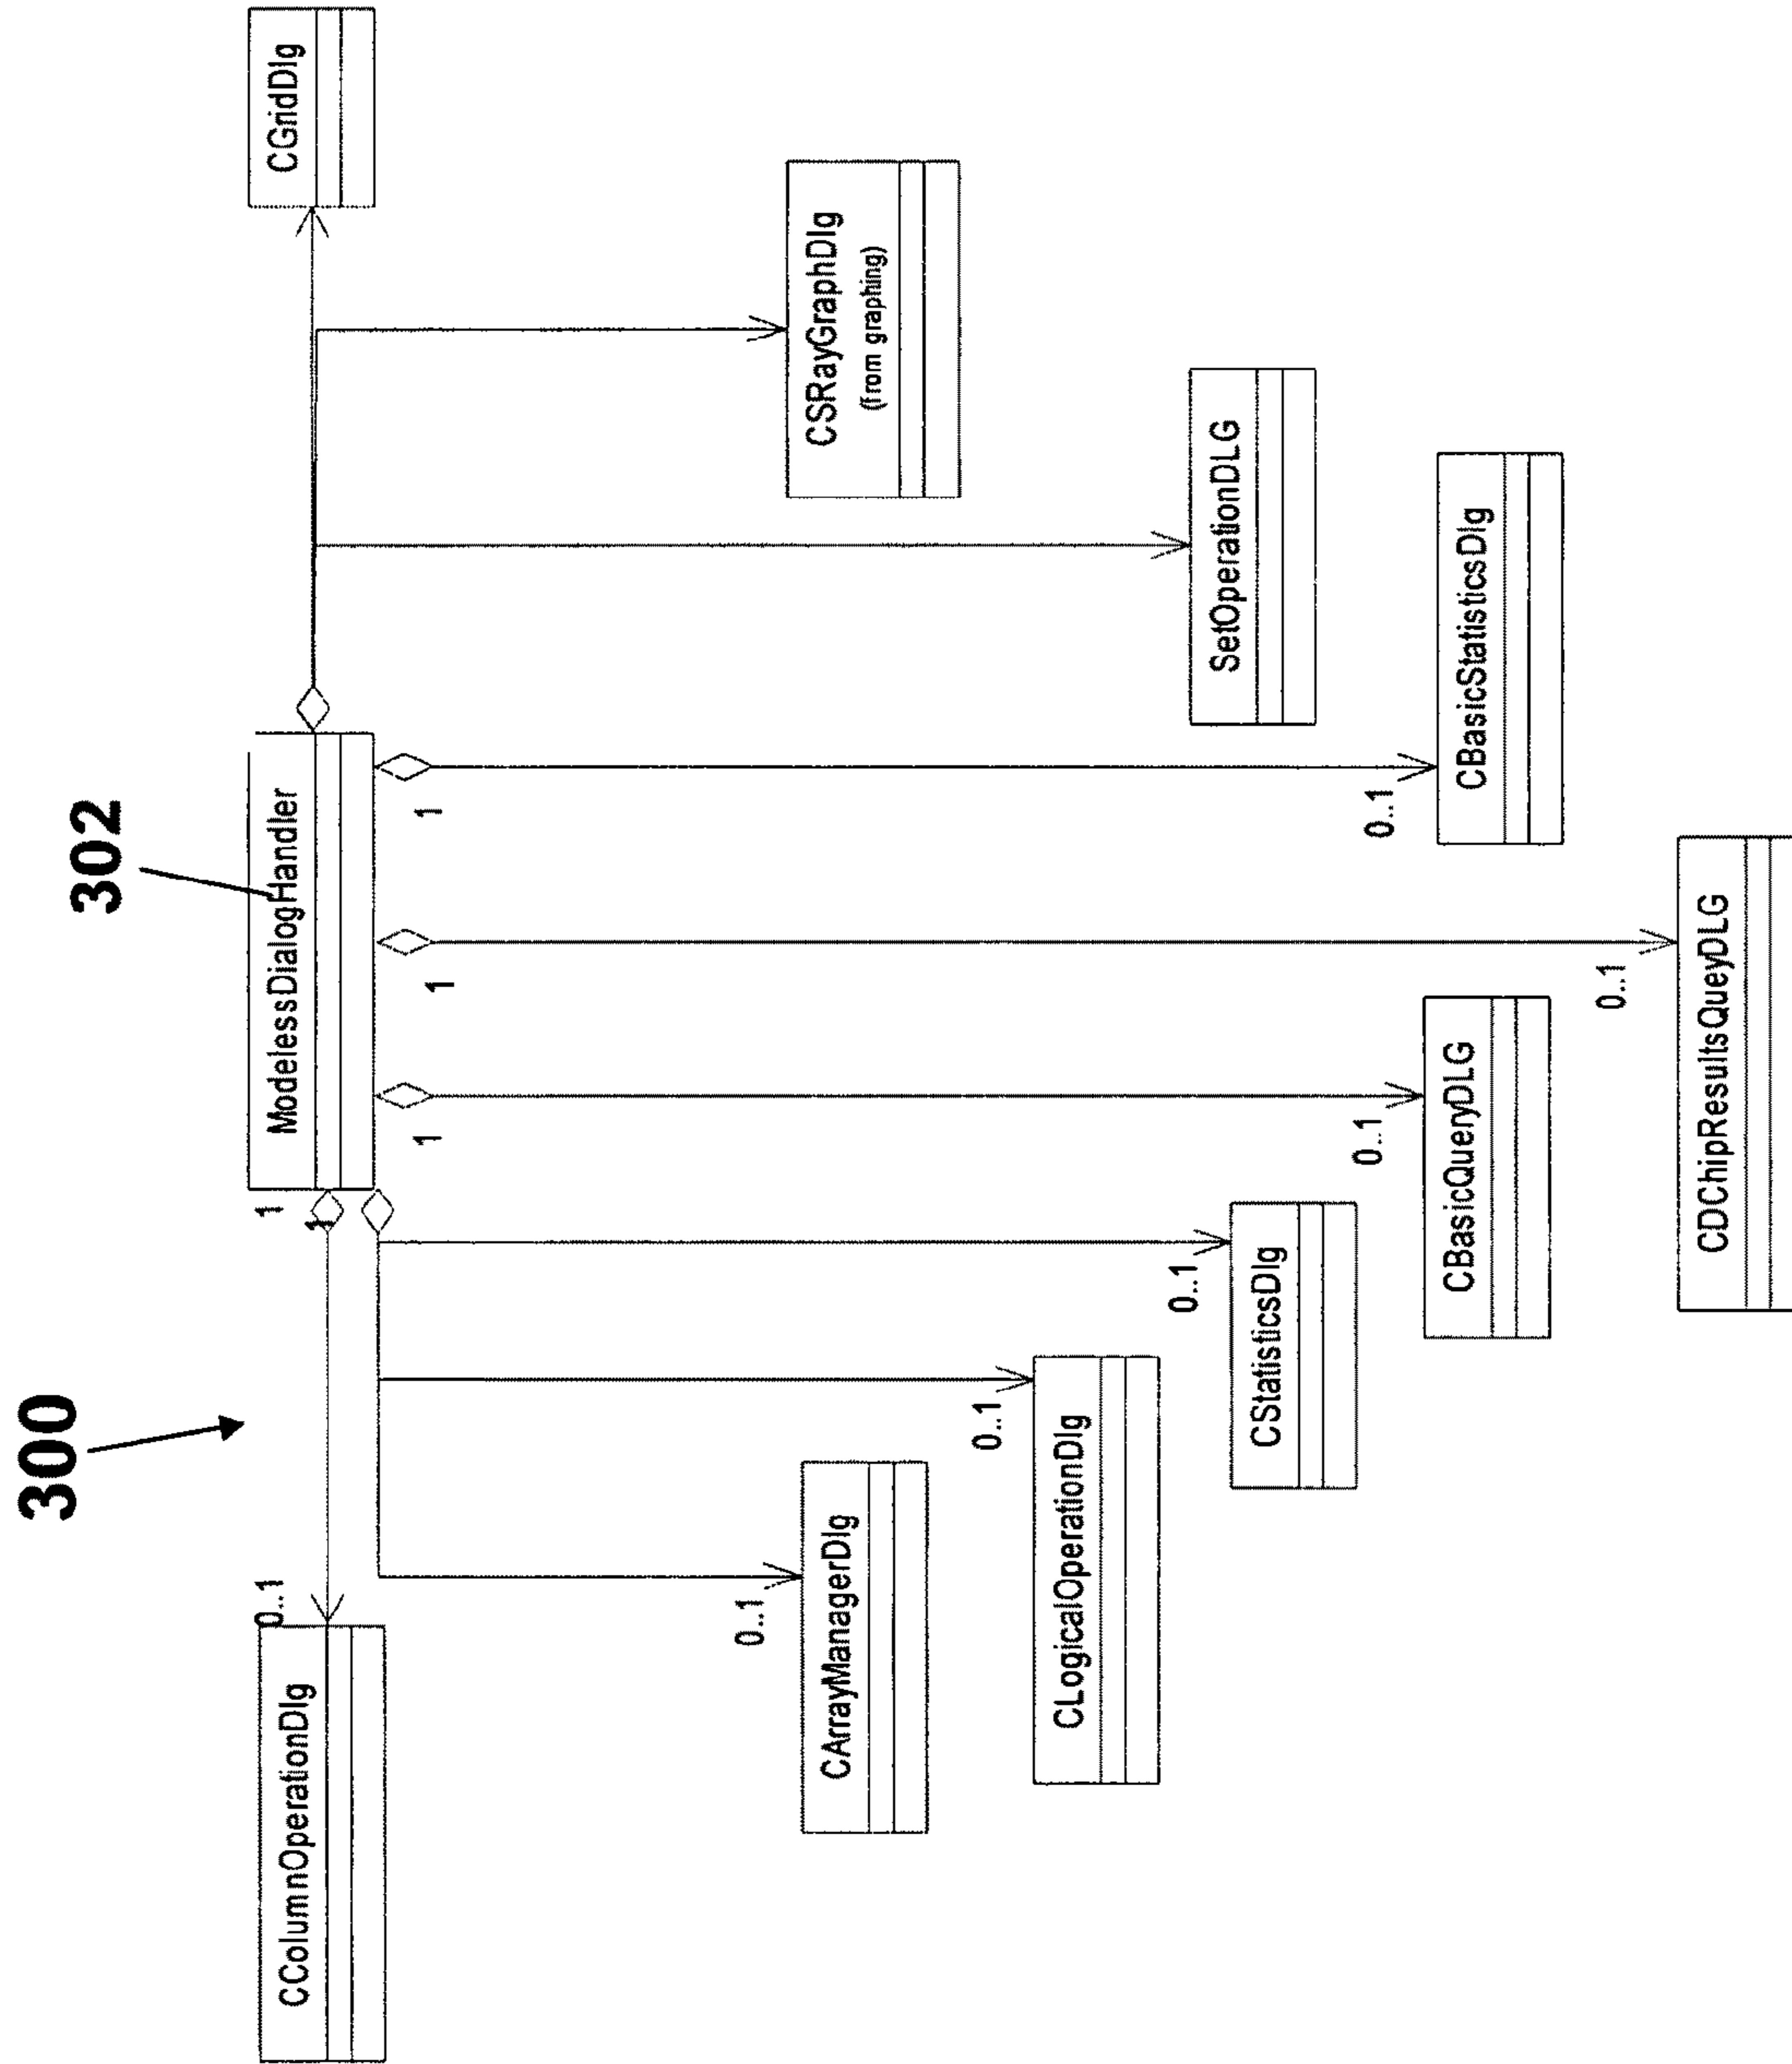 300
302
CColumnOperationDlg
0..1
1
1
ModelessDialogHandler
CGridDlg
1
1
1
CArrayManagerDlg
0..1
CSRayGraphDlg
(from graphing)
CLogicalOperationDlg
0..1
CStatisticsDlg
0..1
SetOperationDLG
CBasicQueryDLG
0..1
CBasicStatisticsDlg
0..1
CDChipResultsQueyDLG
0..1